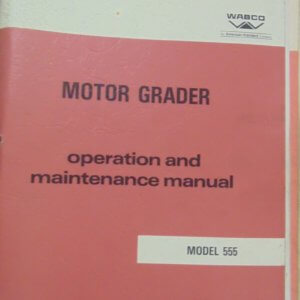 WABCO
An American-Standard Company
MOTOR GRADER
operation and
maintenance manual
MODEL 555